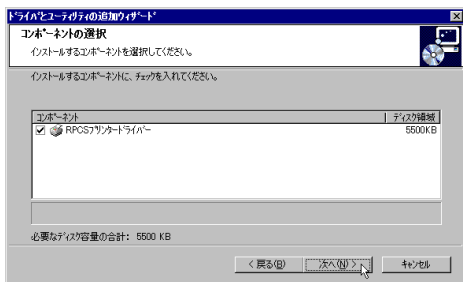 ﾄﾞﾗｲﾊﾞとユーティリティの追加ウィザード
コンポーネントの選択
インストールするコンポーネントを選択してください。
インストールするコンポーネントに、チェックを入れてください。
コンポーネント ディスク領域
RPCSプリンタードライバー 5500KB
必要なディスク容量の合計: 5500 KB
< 戻る(B) 次へ(N) > キャンセル